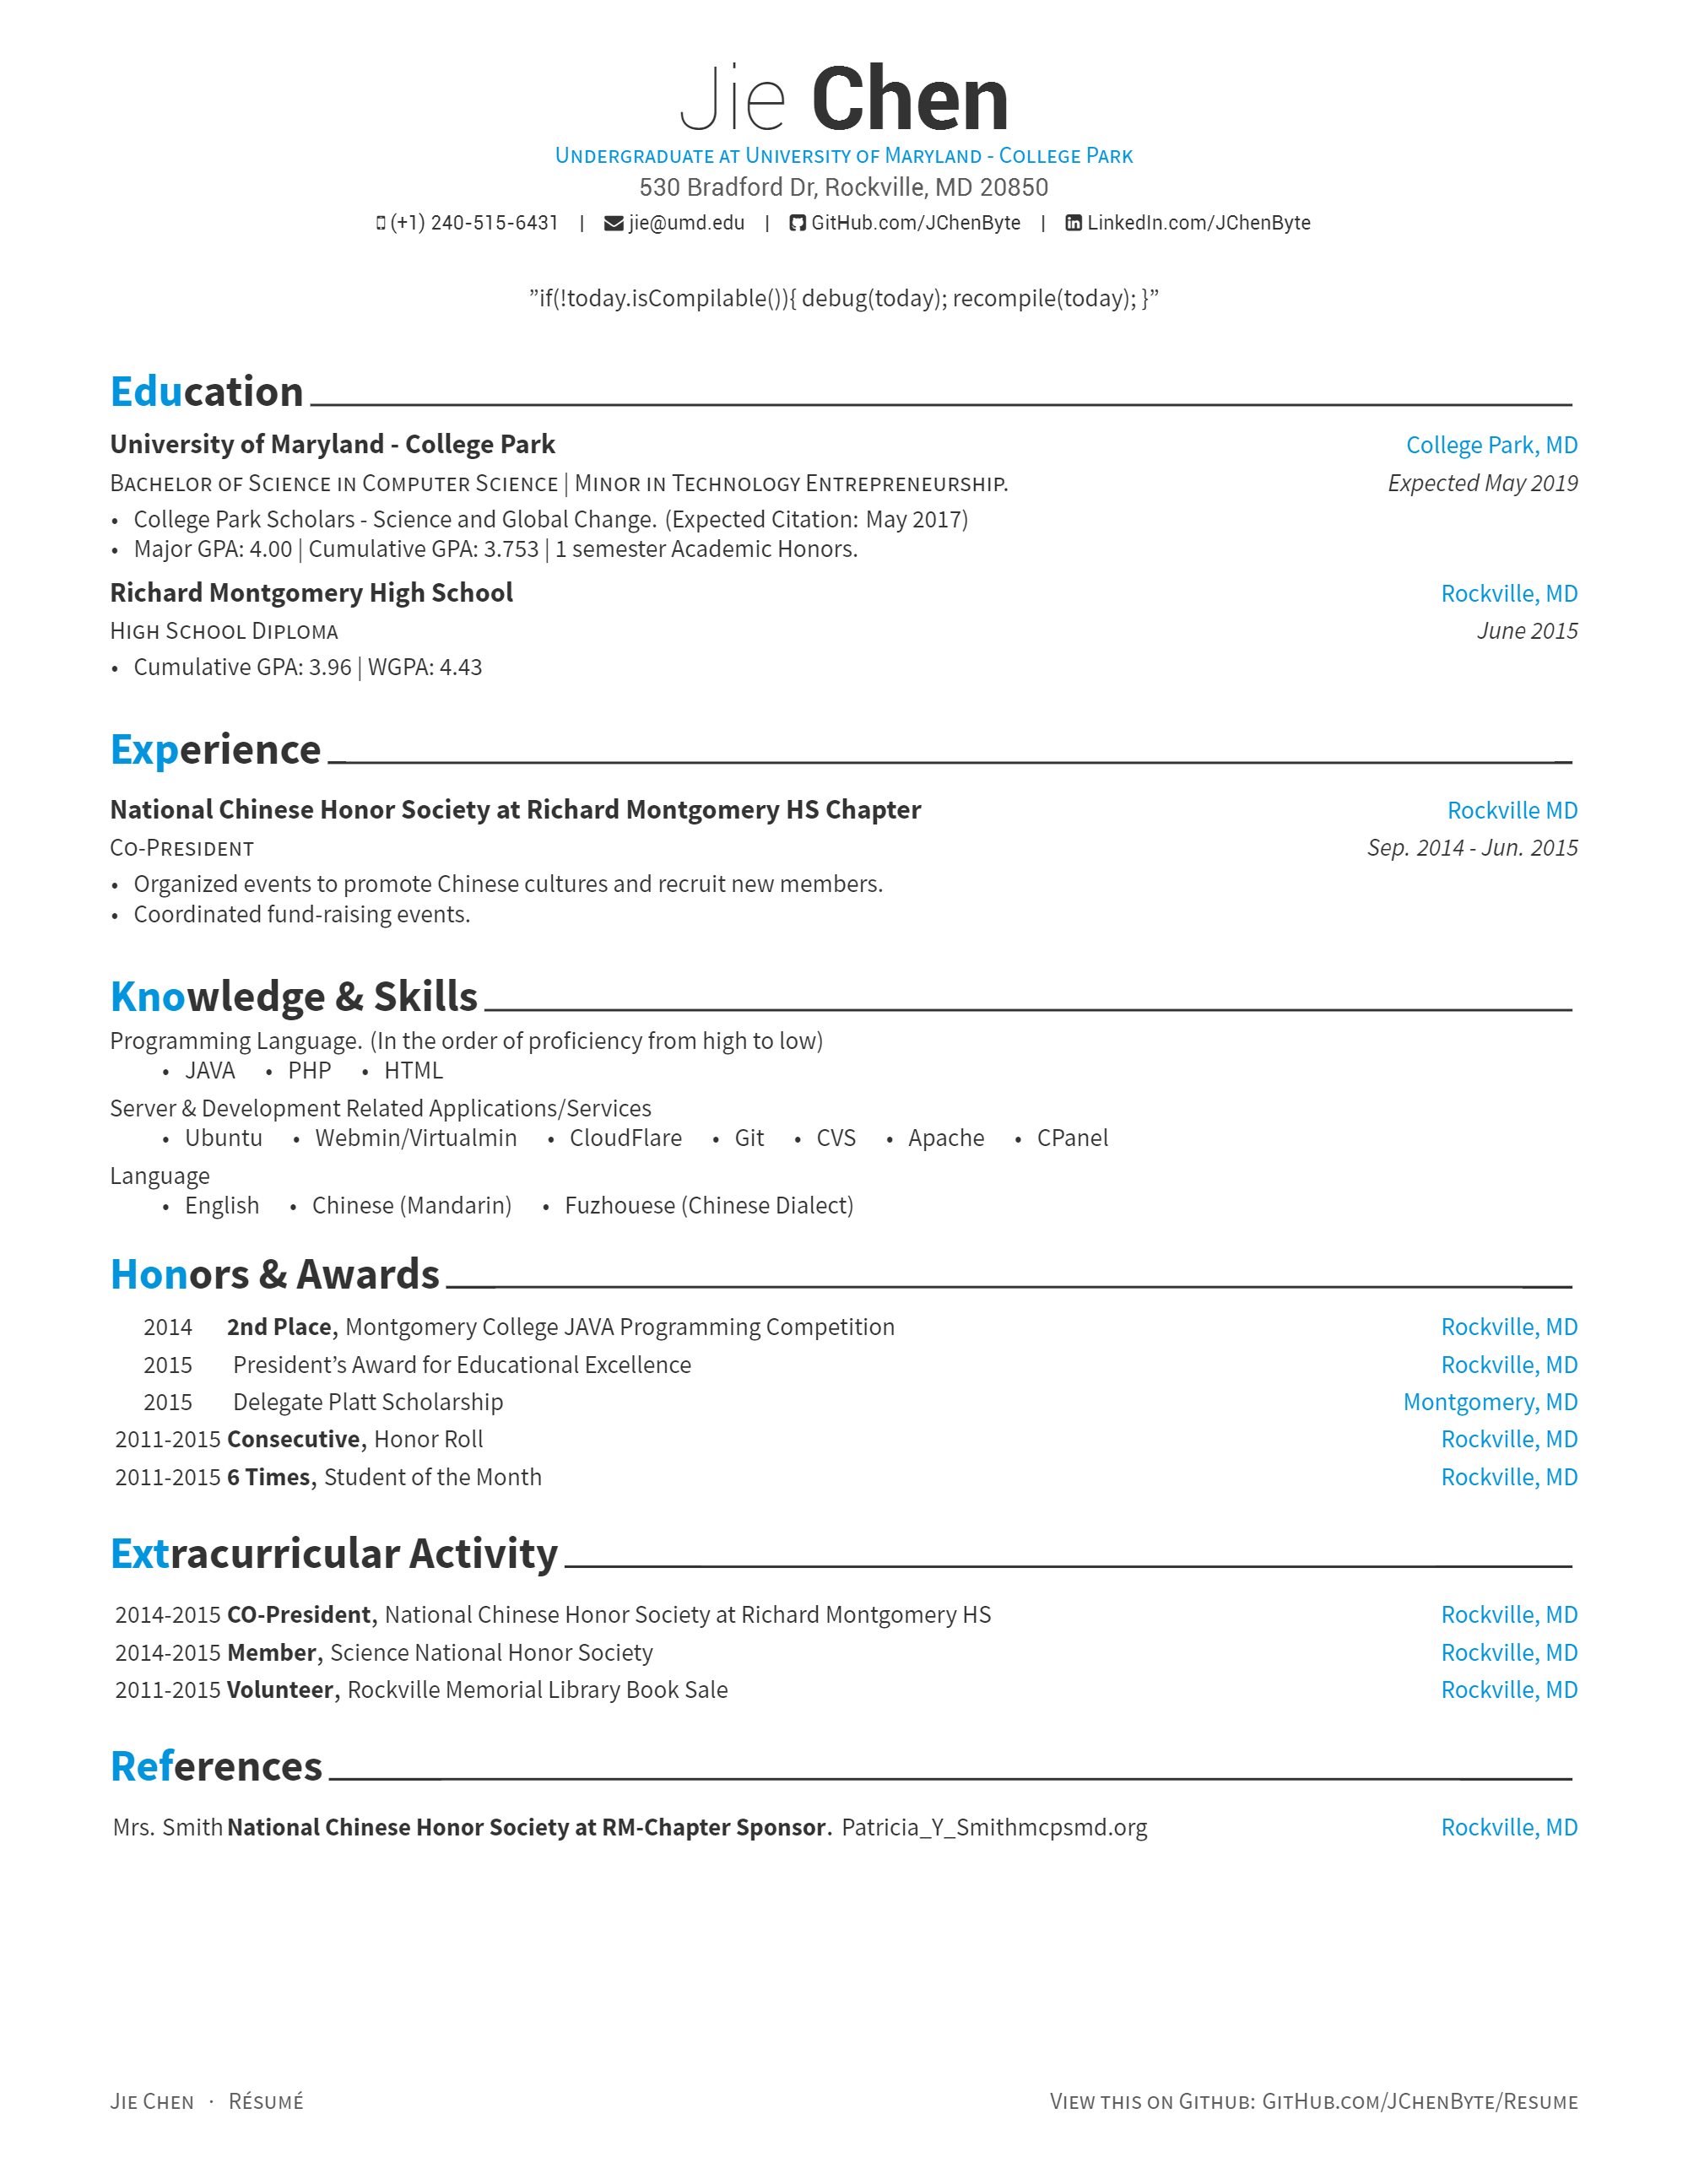 Jie Chen
Undergraduate at University of Maryland - College Park
530 Bradford Dr, Rockville, MD 20850
(+1) 240-515-6431 | jie@umd.edu | GitHub.com/JChenByte | LinkedIn.com/JChenByte
”if(!today.isCompilable()){ debug(today); recompile(today); }”
Education
University of Maryland - College Park College Park, MD
Bachelor of Science in Computer Science | Minor in Technology Entrepreneurship. Expected May 2019
• College Park Scholars - Science and Global Change. (Expected Citation: May 2017)
• Major GPA: 4.00 | Cumulative GPA: 3.753 | 1 semester Academic Honors.
Richard Montgomery High School Rockville, MD
High School Diploma June 2015
• Cumulative GPA: 3.96 | WGPA: 4.43
Experience
National Chinese Honor Society at Richard Montgomery HS Chapter Rockville MD
Co-President Sep. 2014 - Jun. 2015
• Organized events to promote Chinese cultures and recruit new members.
• Coordinated fund-raising events.
Knowledge & Skills
Programming Language. (In the order of proficiency from high to low)
• JAVA • PHP • HTML
Server & Development Related Applications/Services
• Ubuntu • Webmin/Virtualmin • CloudFlare • Git • CVS • Apache • CPanel
Language
• English • Chinese (Mandarin) • Fuzhouese (Chinese Dialect)
Honors & Awards
2014 2nd Place, Montgomery College JAVA Programming Competition Rockville, MD
2015 President’s Award for Educational Excellence Rockville, MD
2015 Delegate Platt Scholarship Montgomery, MD
2011-2015 Consecutive, Honor Roll Rockville, MD
2011-2015 6 Times, Student of the Month Rockville, MD
Extracurricular Activity
2014-2015 CO-President, National Chinese Honor Society at Richard Montgomery HS Rockville, MD
2014-2015 Member, Science National Honor Society Rockville, MD
2011-2015 Volunteer, Rockville Memorial Library Book Sale Rockville, MD
References
Mrs. Smith National Chinese Honor Society at RM-Chapter Sponsor. Patricia_Y_Smithmcpsmd.org Rockville, MD
Jie Chen · Résumé View this on Github: GitHub.com/JChenByte/Resume